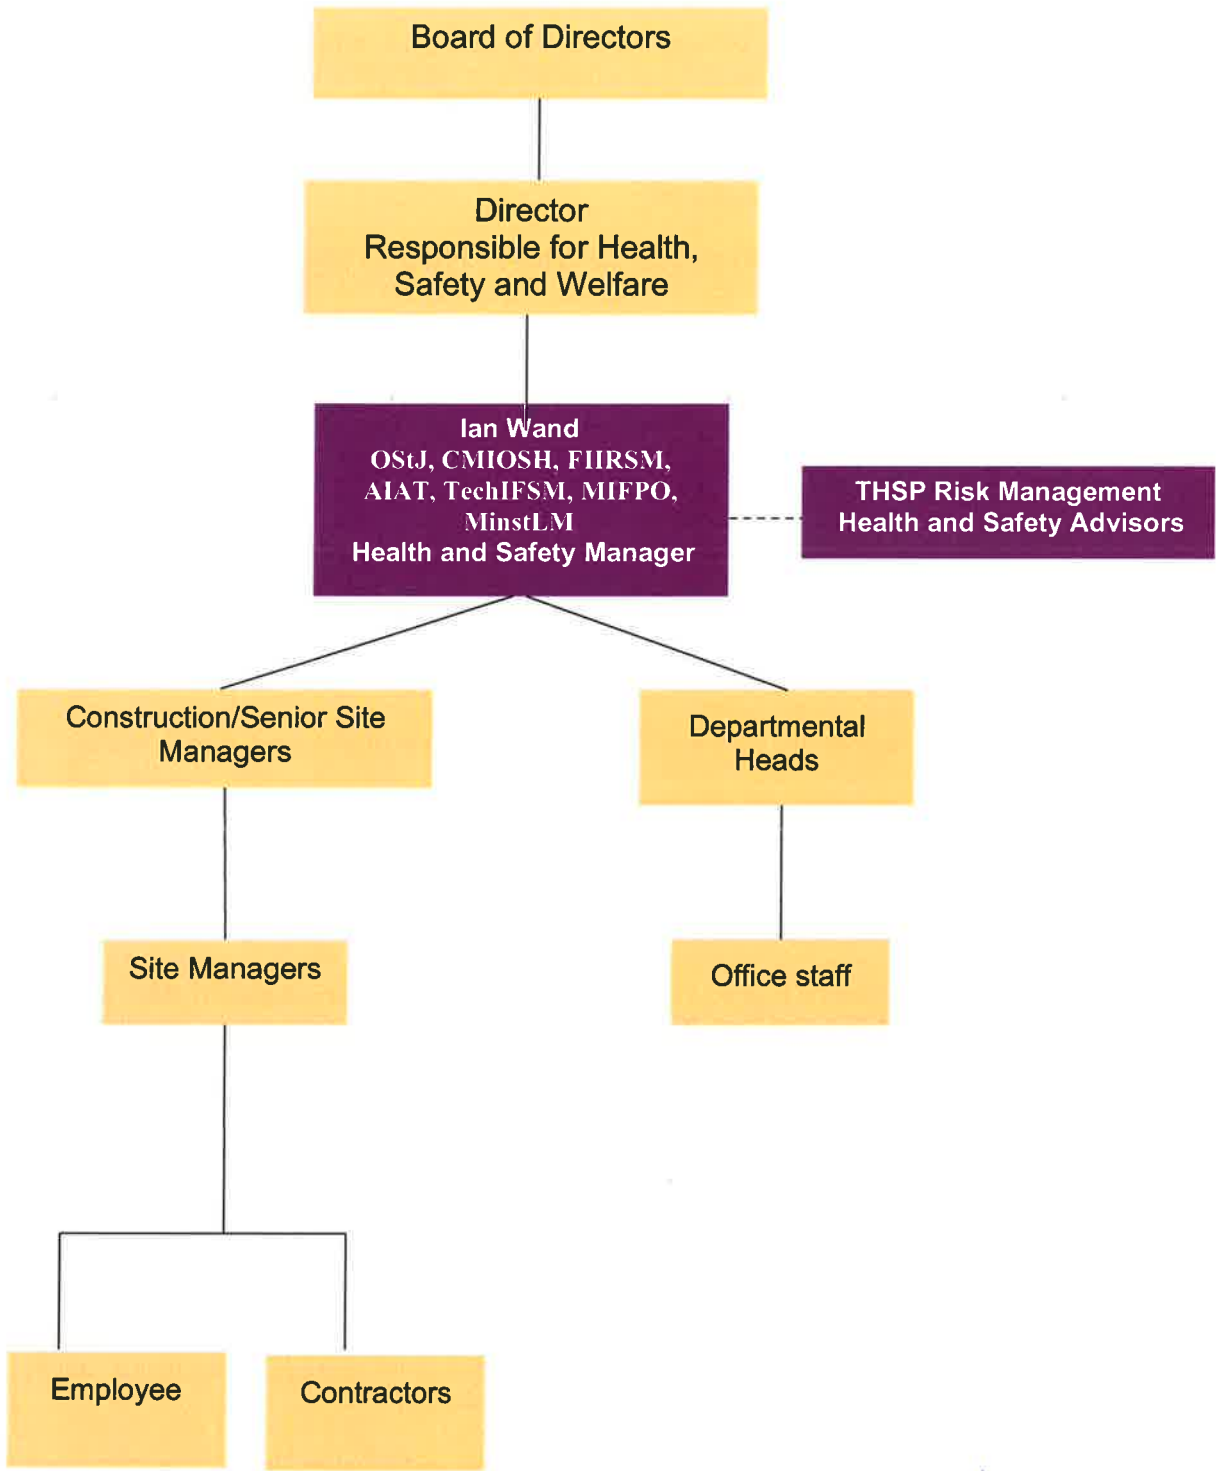 Board of Directors
Director
Responsible for Health,
Safety and Welfare
Ian Wand
OStJ, CMIOSH, FIIRSM,
AIAT, TechIFSM, MIFPO,
MinstLM
Health and Safety Manager
THSP Risk Management
Health and Safety Advisors
Construction/Senior Site
Managers
Departmental
Heads
Site Managers
Office staff
Employee
Contractors